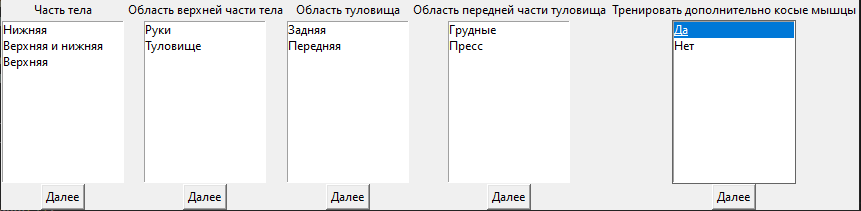 Часть тела
Область верхней части тела
Область туловища
Область передней части туловища
Тренировать дополнительно косые мышцы
Нижняя
Верхняя и нижняя
Верхняя
Руки
Туловище
Задняя
Передняя
Грудные
Пресс
Да
Нет
Далее
Далее
Далее
Далее
Далее